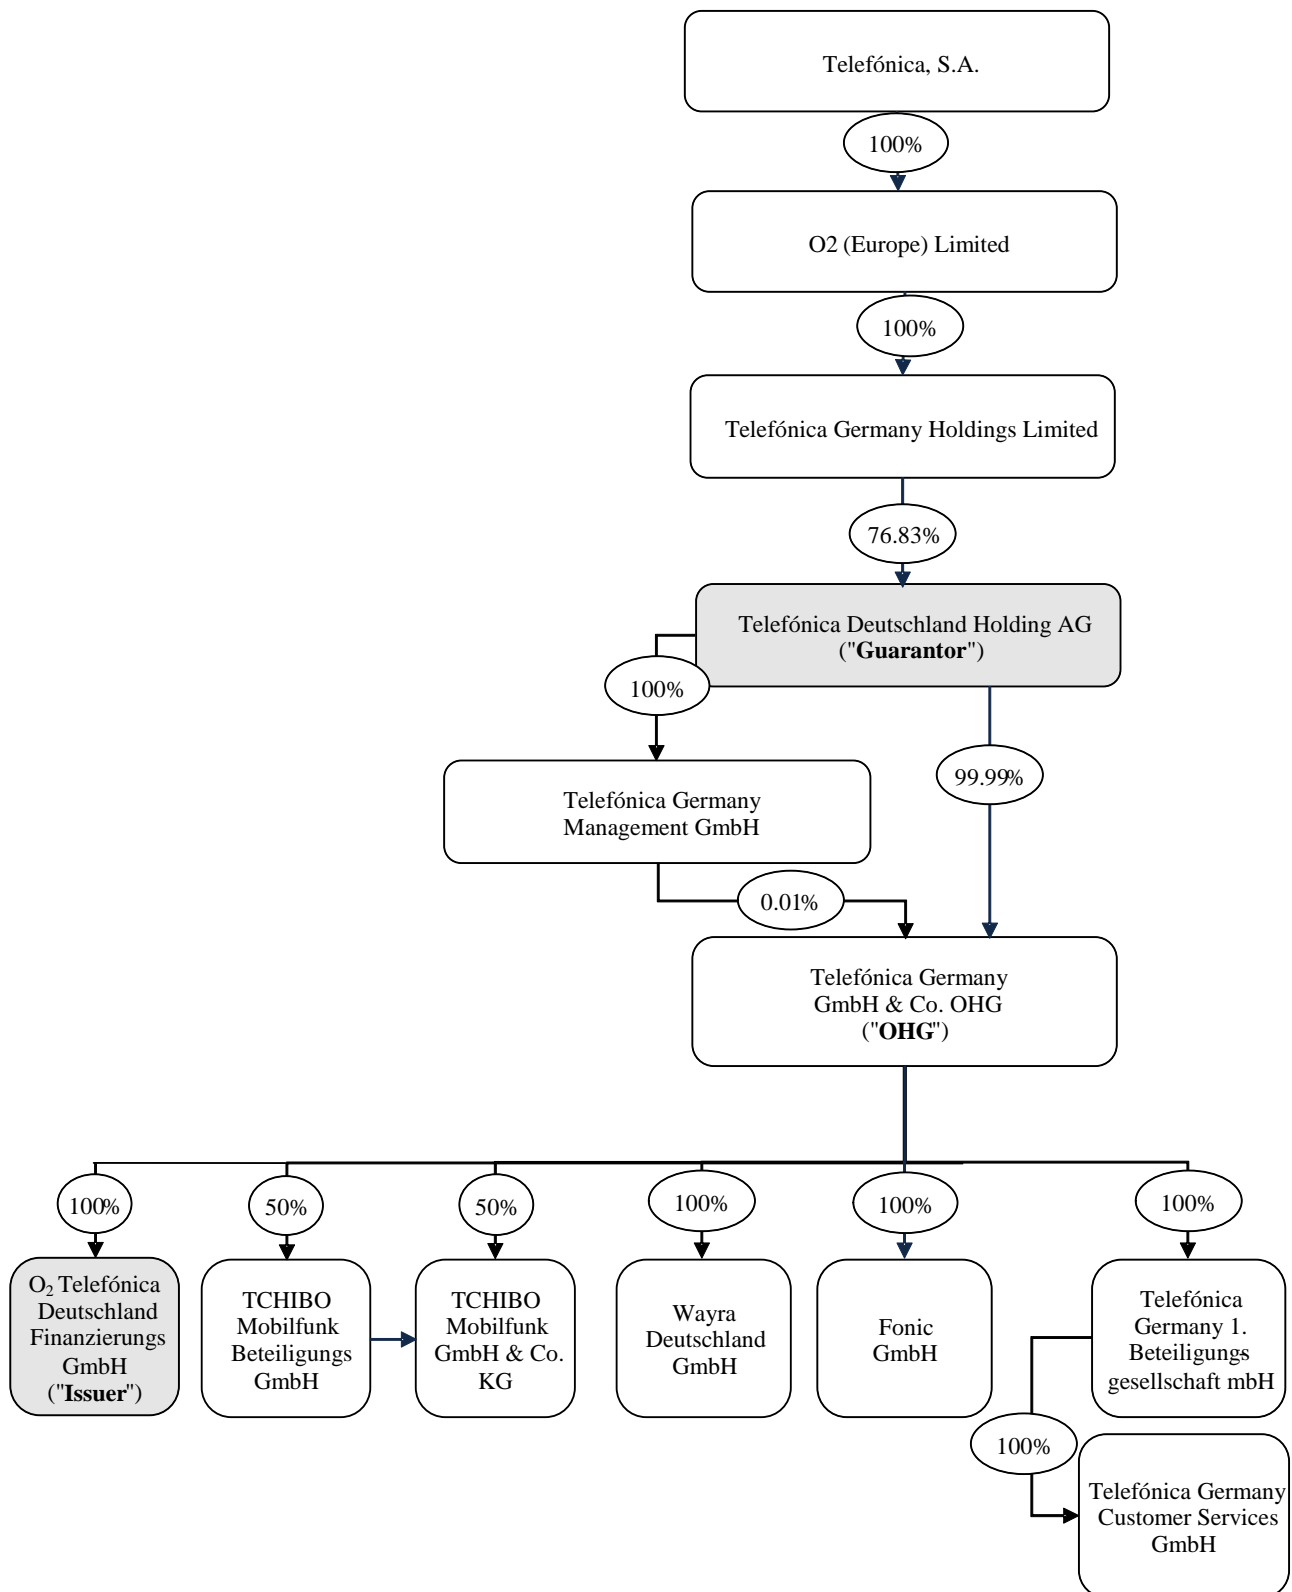 Telefónica, S.A.
100%
O2 (Europe) Limited
100%
Telefónica Germany Holdings Limited
76.83%
Telefónica Deutschland Holding AG
("Guarantor")
100%
99.99%
Telefónica Germany
Management GmbH
0.01%
Telefónica Germany
GmbH & Co. OHG
("OHG")
100%
50%
50%
100%
100%
100%
O₂ Telefónica
Deutschland
Finanzierungs
GmbH
("Issuer")
TCHIBO
Mobilfunk
Beteiligungs
GmbH
TCHIBO
Mobilfunk
GmbH & Co.
KG
Wayra
Deutschland
GmbH
Fonic
GmbH
Telefónica
Germany 1.
Beteiligungs-
gesellschaft mbH
100%
Telefónica Germany
Customer Services
GmbH